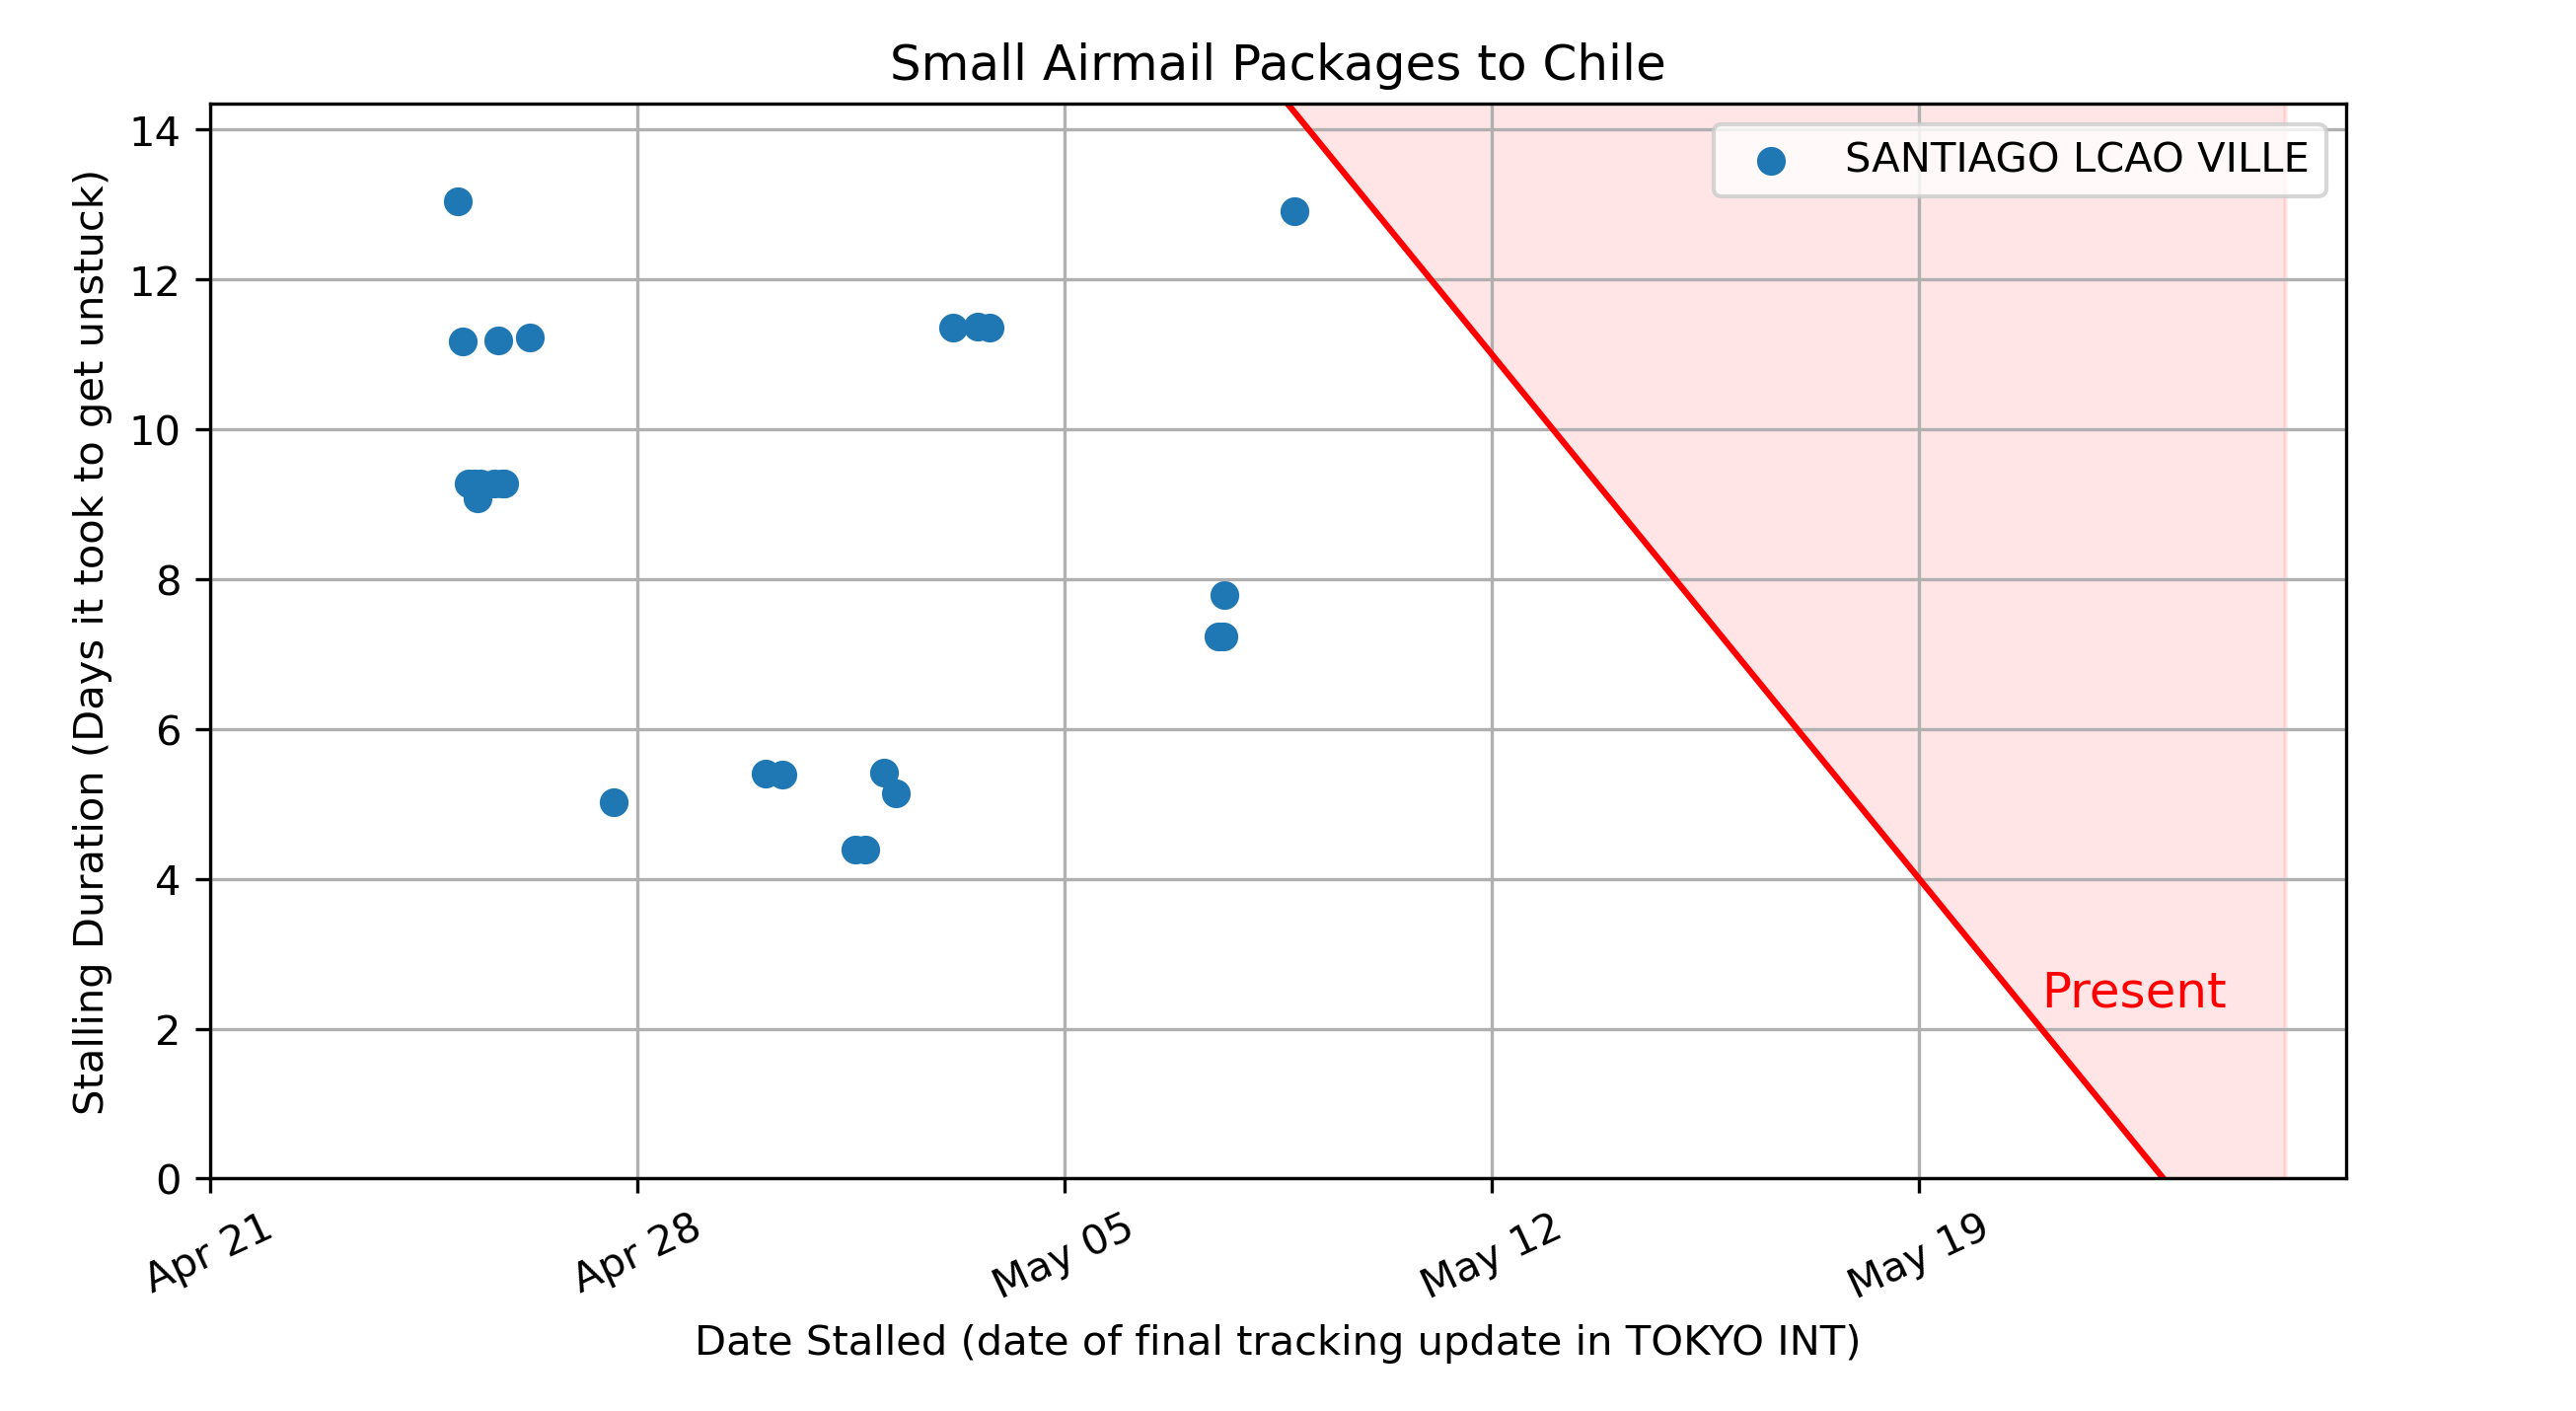 Small Airmail Packages to Chile
SANTIAGO LCAO VILLE
Stalling Duration (Days it took to get unstuck)
14
12
10
8
6
4
2
0
Present
Apr 21
Apr 28
May 05
May 12
May 19
Date Stalled (date of final tracking update in TOKYO INT)